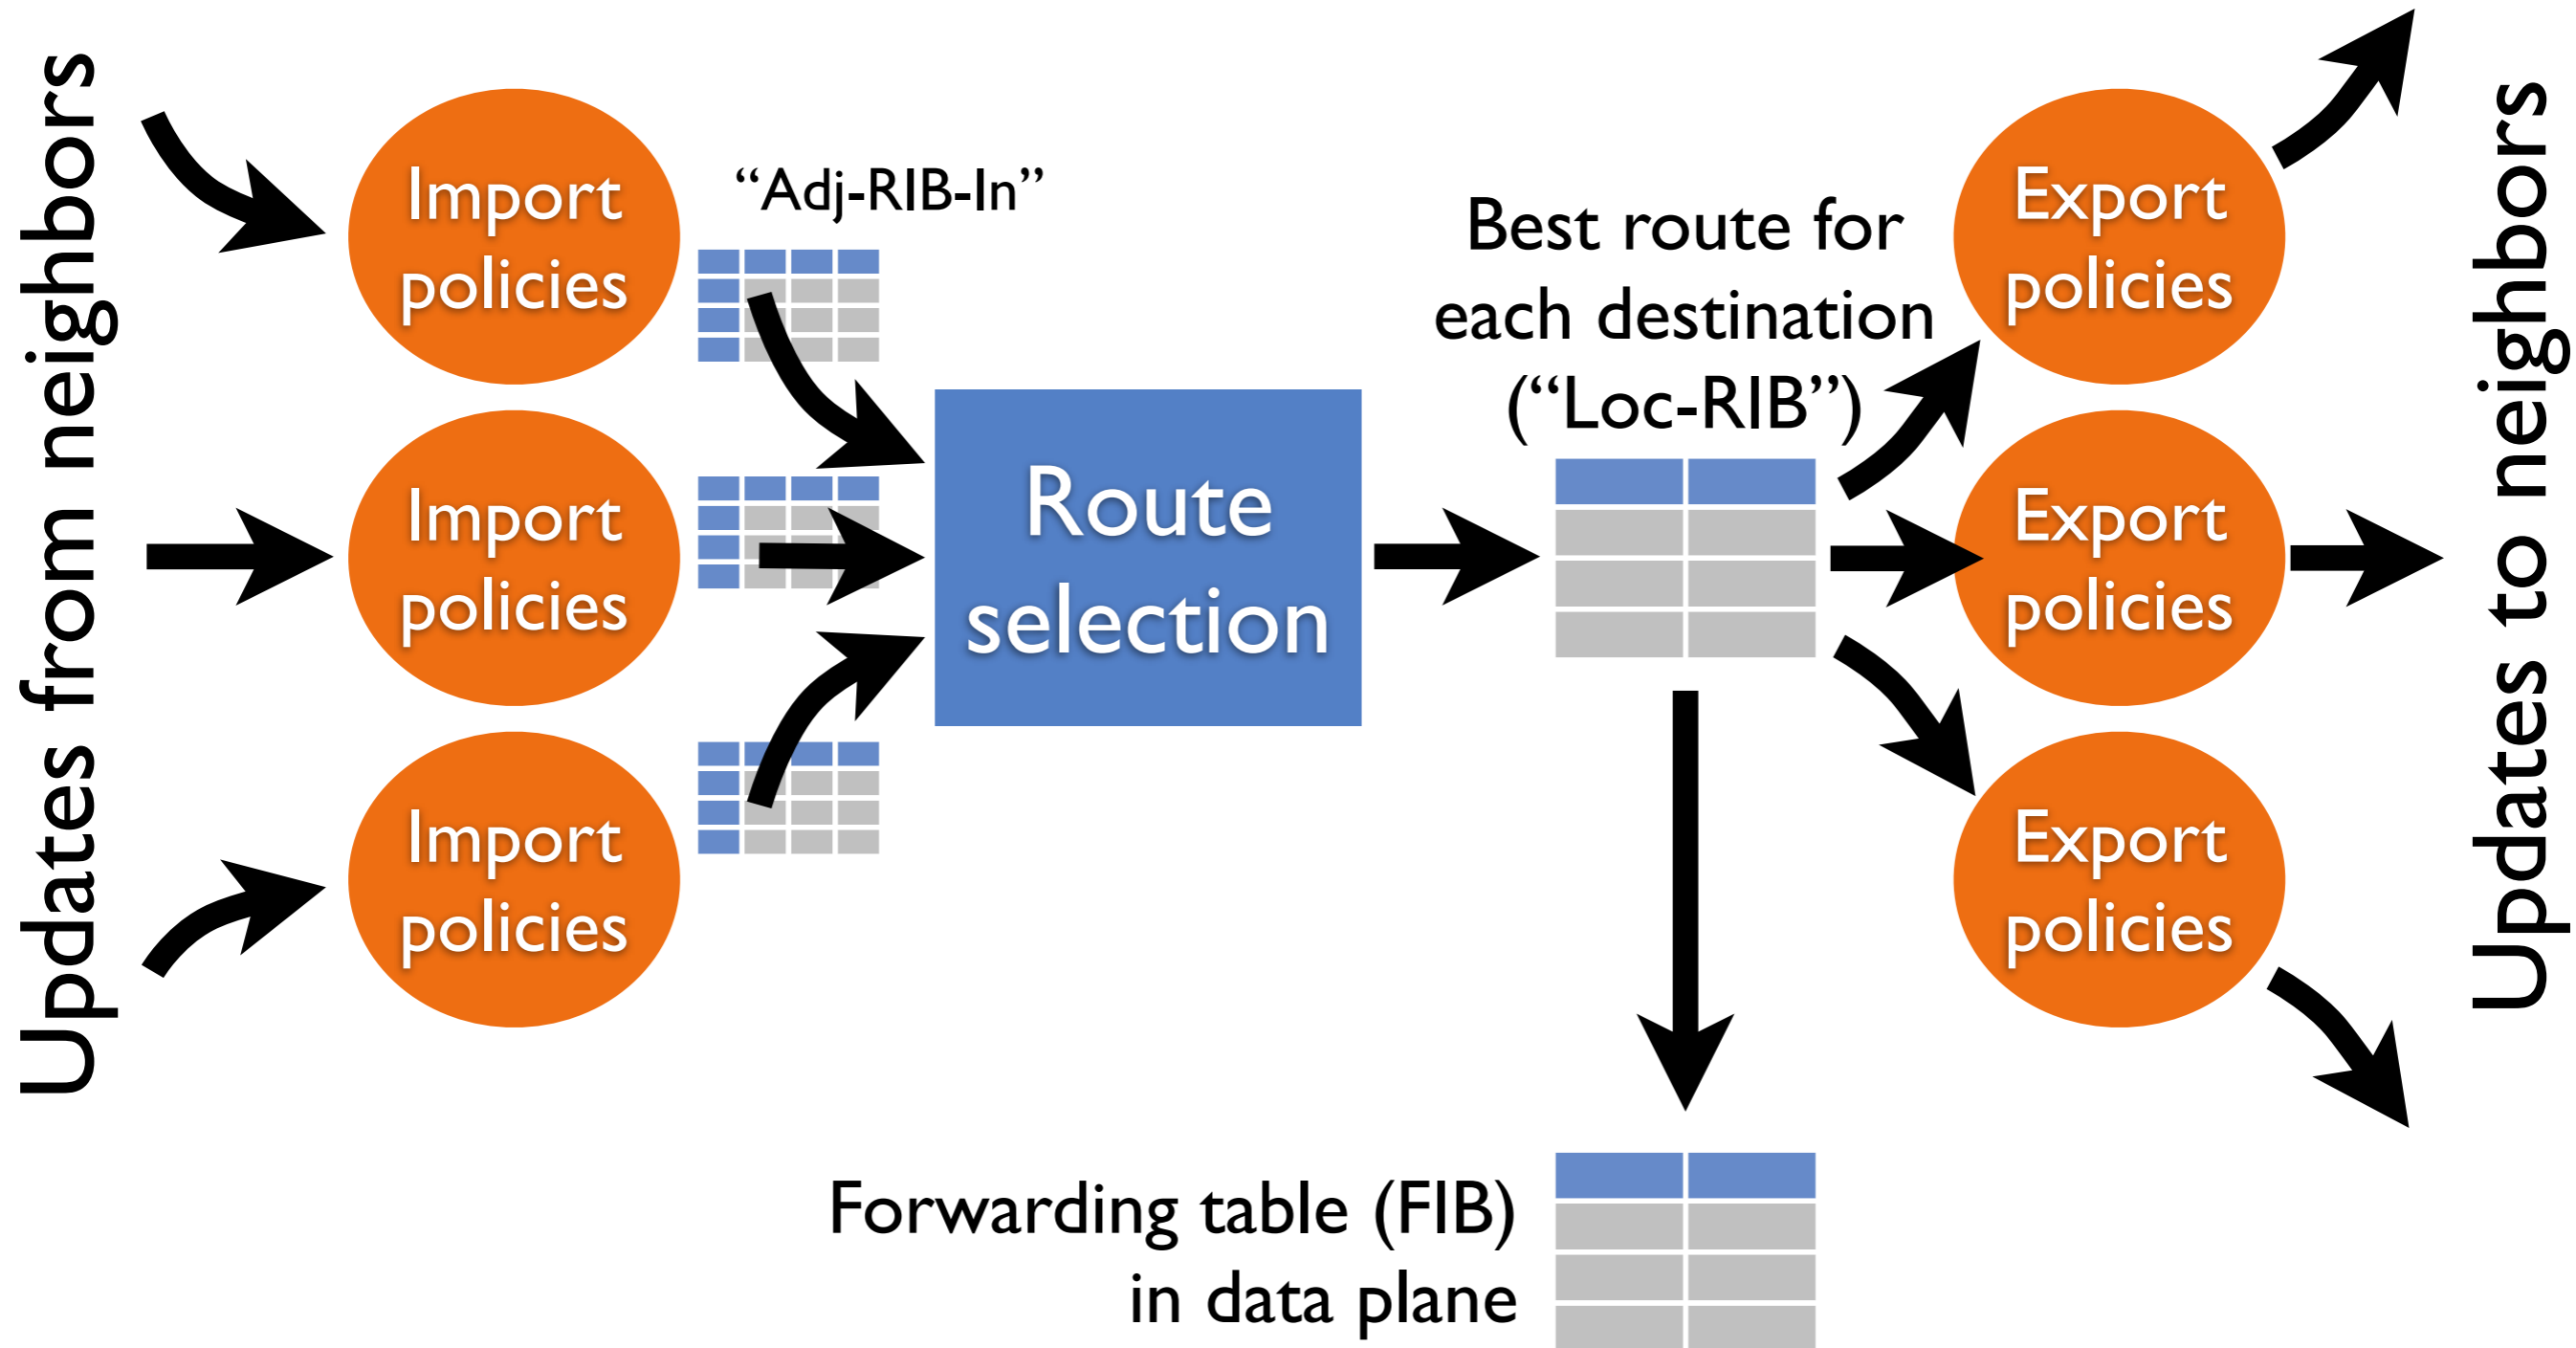 Updates from neighbors
Import
policies
Import
policies
Import
policies
“Adj-RIB-In”
Route
selection
Best route for
each destination
(“Loc-RIB”)
Export
policies
Export
policies
Export
policies
Updates to neighbors
Forwarding table (FIB)
in data plane